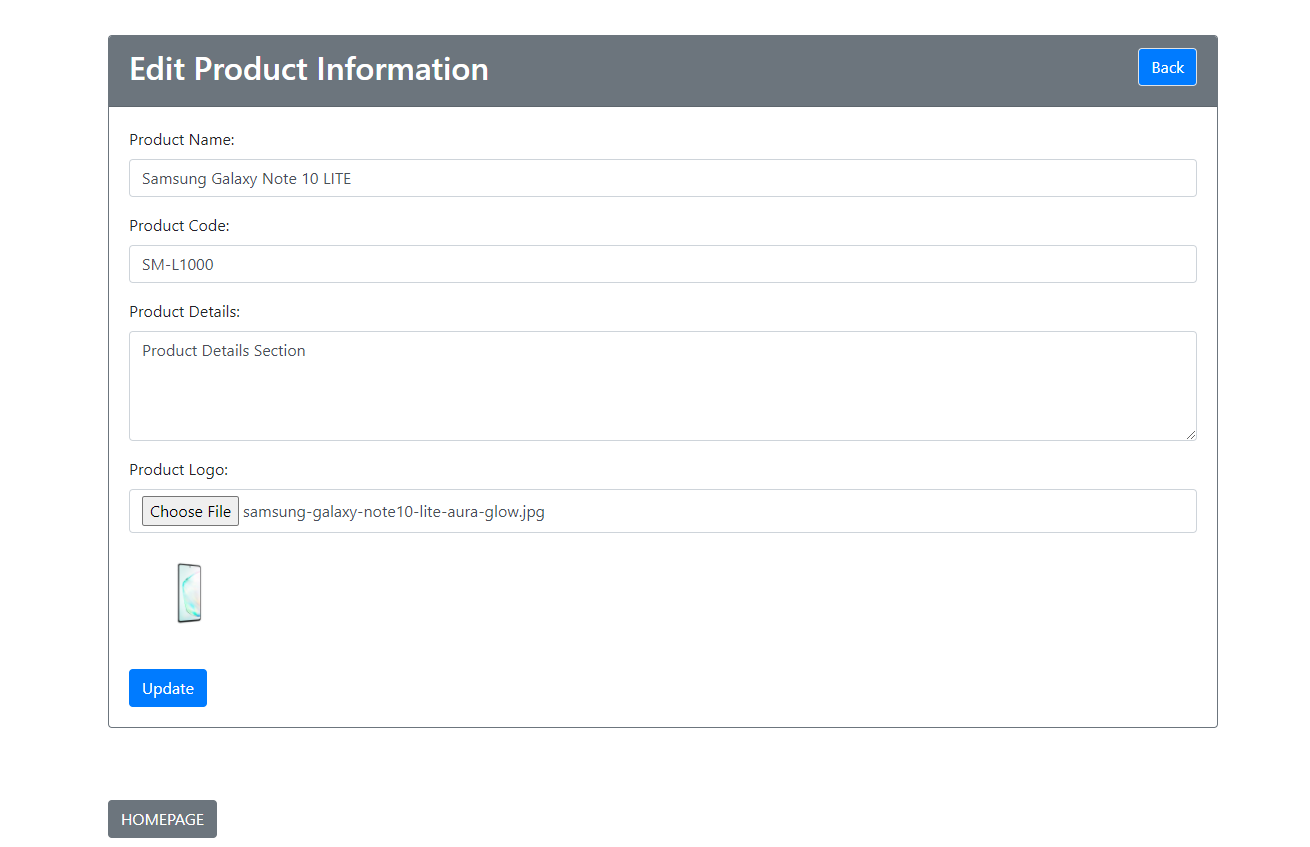 Edit Product Information
Back
Product Name:
Samsung Galaxy Note 10 LITE
Product Code:
SM-L1000
Product Details:
Product Details Section
Product Logo:
Choose File samsung-galaxy-note10-lite-aura-glow.jpg
Update
HOMEPAGE